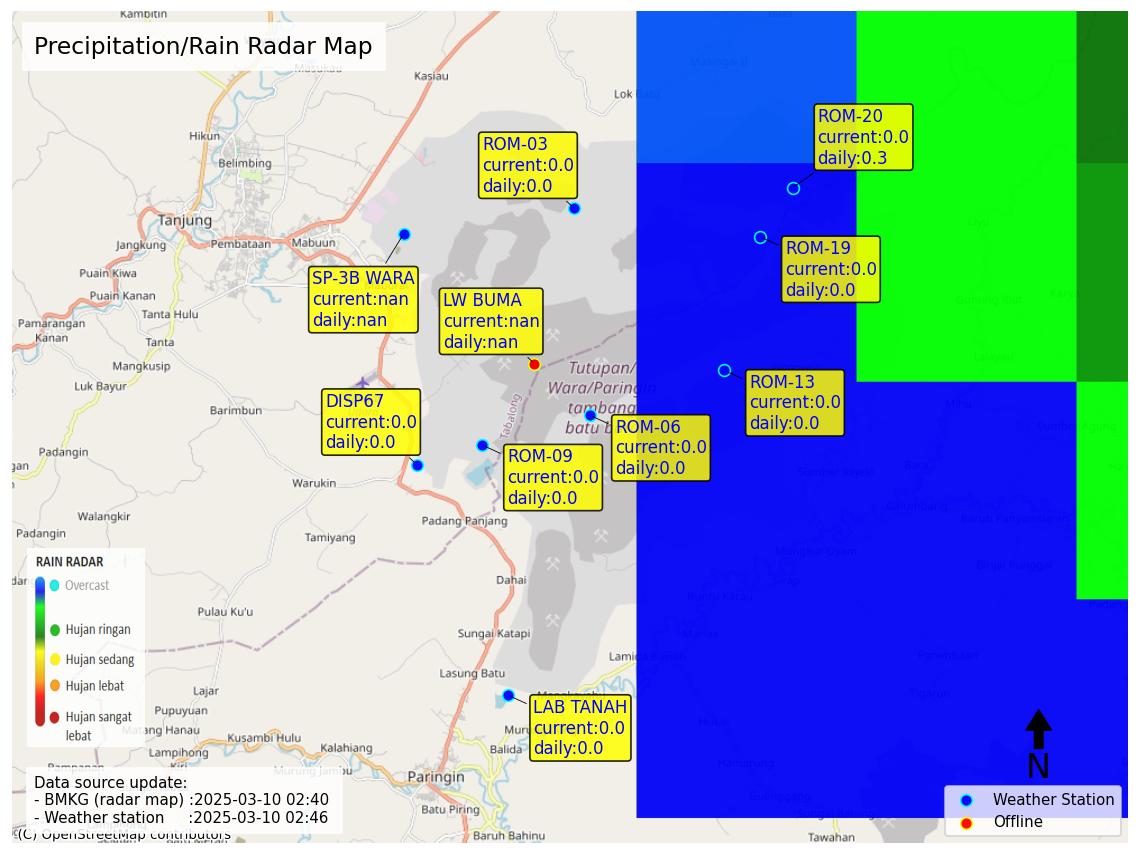 Kambitin
Precipitation/Rain Radar Map
Masukau
Kasiau
Lok Batu
Hikun
Belimbing
Tanjung
Jangkung
Pembataan
Mabuun
Puain Kiwa
Puain Kanan
Tanta Hulu
Pamarangan
Kanan
Tanta
Mangkusip
Luk Bayur
Barimbun
Padangin
Warukin
Walangkir
Padangin
Tamiyang
Padang Panjang
Dahai
Pulau Ku'u
Sungai Katapi
Lasung Batu
Lajar
Pupuyuan
Matang Hanau
Lampihong
Kusambi Hulu
Kalahiang
Murung Jambu
Balida
Paringin
Batu Piring
Baruh Bahinu
Tawahan
Tabalong
Tutupan/
Wara/Paringin
tambang
ROM-03
current:0.0
daily:0.0
ROM-20
current:0.0
daily:0.3
ROM-19
current:0.0
daily:0.0
SP-3B WARA
current:nan
daily:nan
LW BUMA
current:nan
daily:nan
ROM-13
current:0.0
daily:0.0
DISP67
current:0.0
daily:0.0
ROM-06
current:0.0
daily:0.0
ROM-09
current:0.0
daily:0.0
LAB TANAH
current:0.0
daily:0.0
RAIN RADAR
Overcast
Hujan ringan
Hujan sedang
Hujan lebat
Hujan sangat
lebat
Data source update:
- BMKG (radar map) :2025-03-10 02:40
- Weather station :2025-03-10 02:46
(C) OpenStreetMap contributors
N
Weather Station
Offline